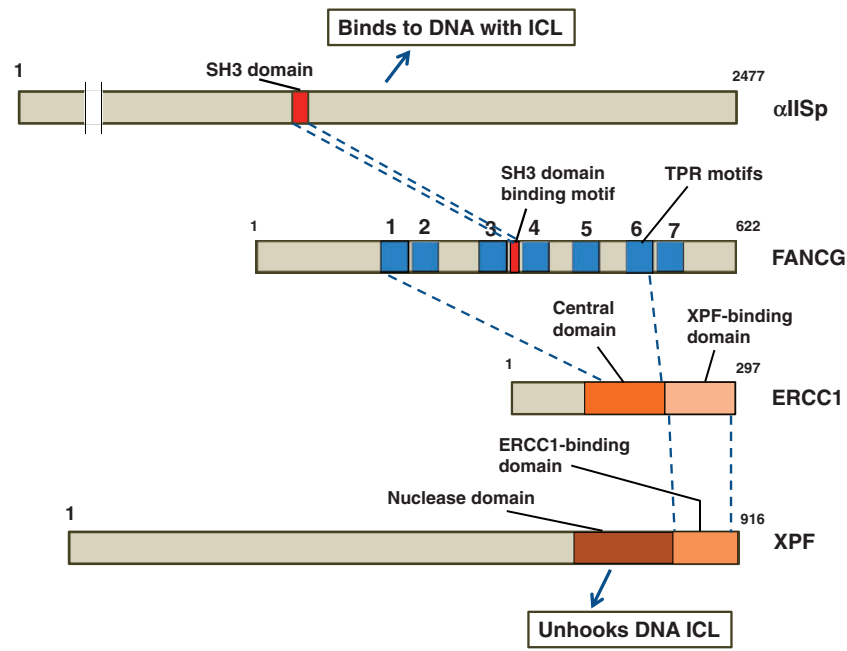 Binds to DNA with ICL
1
SH3 domain
2477
αIISp
SH3 domain
binding motif
TPR motifs
1
1
2
3
4
5
6
7
622
FANCG
Central
domain
XPF-binding
domain
1
297
ERCC1
ERCC1-binding
domain
Nuclease domain
1
916
XPF
Unhooks DNA ICL